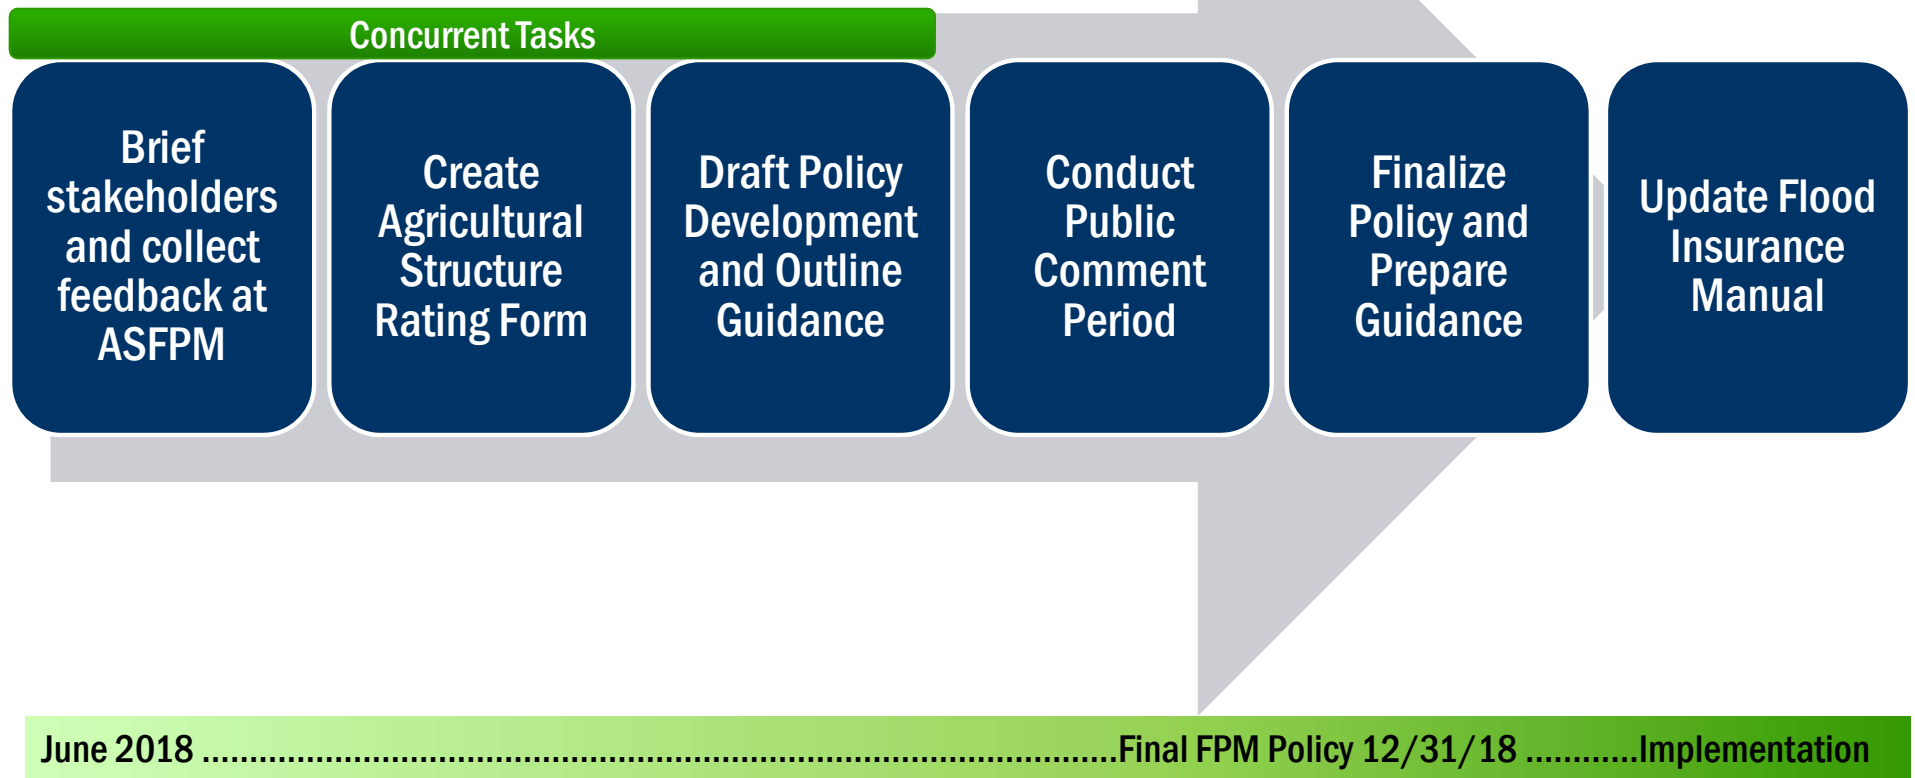 Concurrent Tasks
Brief
stakeholders
and collect
feedback at
ASFPM
Create
Agricultural
Structure
Rating Form
Draft Policy
Development
and Outline
Guidance
Conduct
Public
Comment
Period
Finalize
Policy and
Prepare
Guidance
Update Flood
Insurance
Manual
June 2018 .................................................................................................Final FPM Policy 12/31/18 ............Implementation